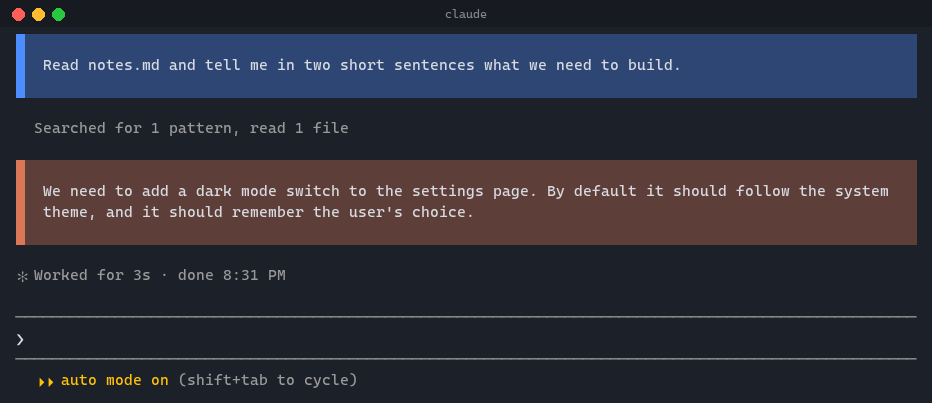 claude
Read notes.md and tell me in two short sentences what we need to build.
Searched for 1 pattern, read 1 file
We need to add a dark mode switch to the settings page. By default it should follow the system
theme, and it should remember the user's choice.
✻ Worked for 3s · done 8:31 PM
❯
⏵⏵ auto mode on (shift+tab to cycle)